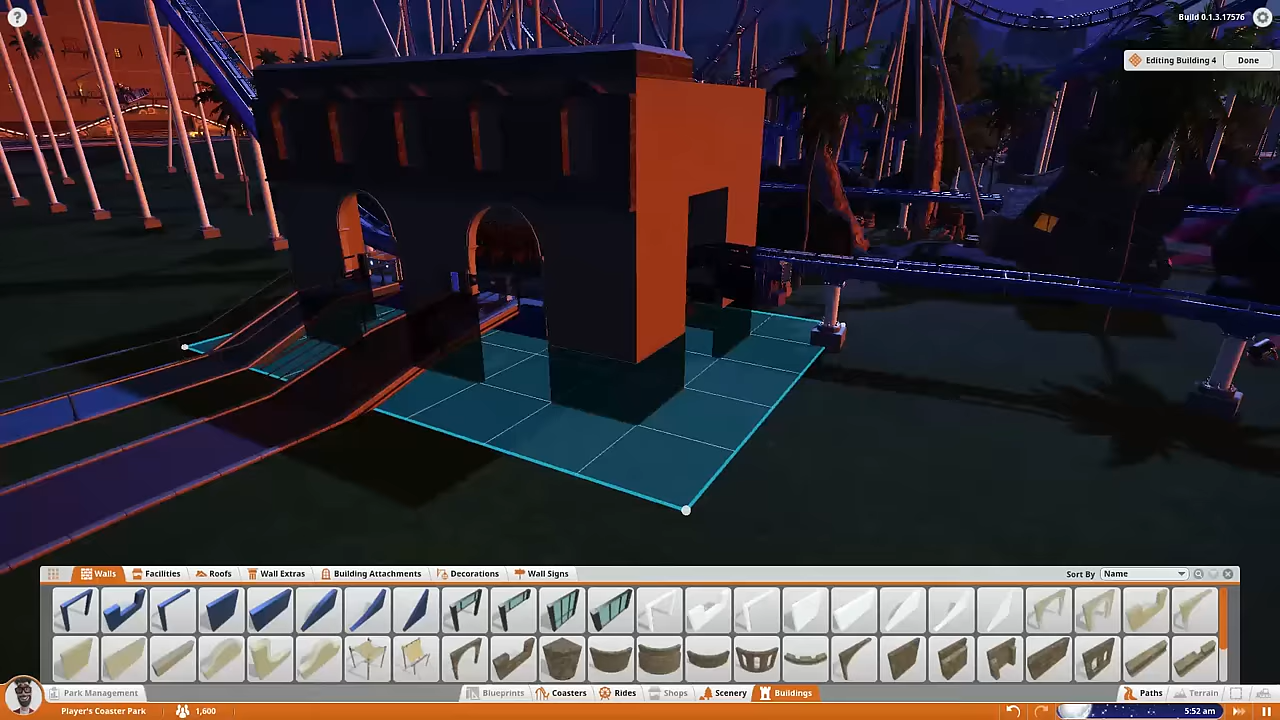 ?
Build 0.1.3.17576
Editing Building 4
Done
Walls
Facilities
Roofs
Wall Extras
Building Attachments
Decorations
Wall Signs
Sort By
Name
Park Management
Blueprints
Coasters
Rides
Shops
Scenery
Buildings
Paths
Terrain
Player's Coaster Park
1,600
5:52 am